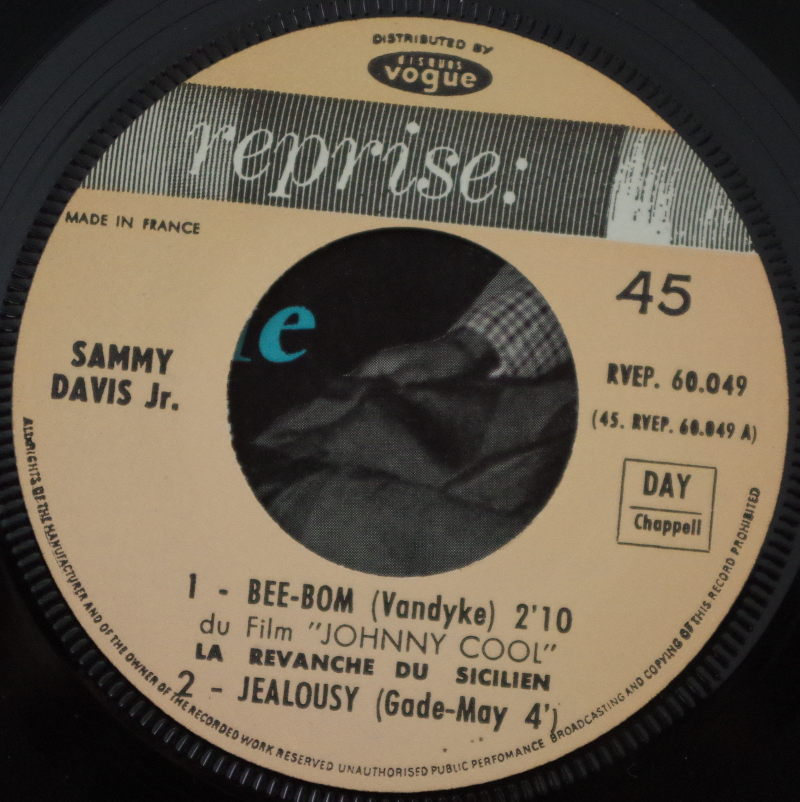 DISTRIBUTED BY
DISQUES
vogue
reprise:
MADE IN FRANCE
45
SAMMY
DAVIS Jr.
e
RVEP. 60.049
(45. RVEP. 60.049 A)
DAY
Chappell
1 - BEE-BOM (Vandyke) 2'10
du Film "JOHNNY COOL"
LA REVANCHE DU SICILIEN
2 - JEALOUSY (Gade-May 4')
ALL RIGHTS OF THE MANUFACTURER AND OF THE OWNER OF THE RECORDED WORK RESERVED UNAUTHORISED PUBLIC PERFOMANCE BROADCASTING AND COPYING OF THIS RECORD PROHIBITED